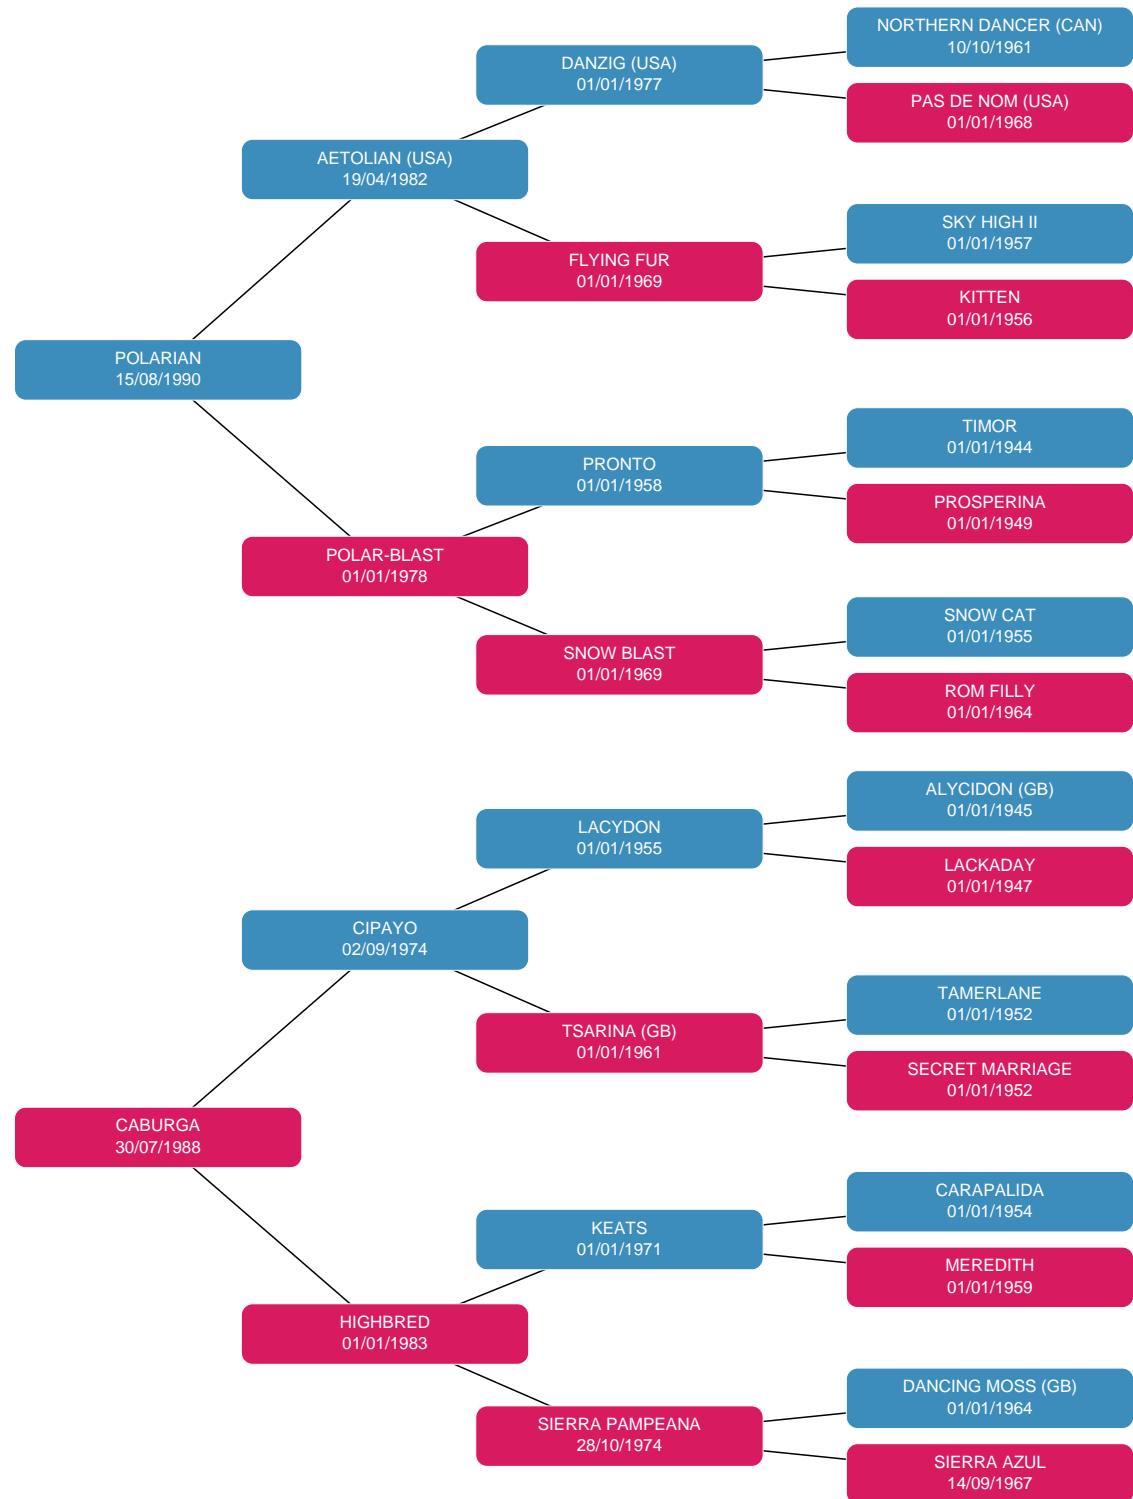 NORTHERN DANCER (CAN)
10/10/1961
DANZIG (USA)
01/01/1977
PAS DE NOM (USA)
01/01/1968
AETOLIAN (USA)
19/04/1982
SKY HIGH II
01/01/1957
FLYING FUR
01/01/1969
KITTEN
01/01/1956
POLARIAN
15/08/1990
TIMOR
01/01/1944
PRONTO
01/01/1958
PROSPERINA
01/01/1949
POLAR-BLAST
01/01/1978
SNOW CAT
01/01/1955
SNOW BLAST
01/01/1969
ROM FILLY
01/01/1964
ALYCIDON (GB)
01/01/1945
LACYDON
01/01/1955
LACKADAY
01/01/1947
CIPAYO
02/09/1974
TAMERLANE
01/01/1952
TSARINA (GB)
01/01/1961
SECRET MARRIAGE
01/01/1952
CABURGA
30/07/1988
CARAPALIDA
01/01/1954
KEATS
01/01/1971
MEREDITH
01/01/1959
HIGHBRED
01/01/1983
DANCING MOSS (GB)
01/01/1964
SIERRA PAMPEANA
28/10/1974
SIERRA AZUL
14/09/1967